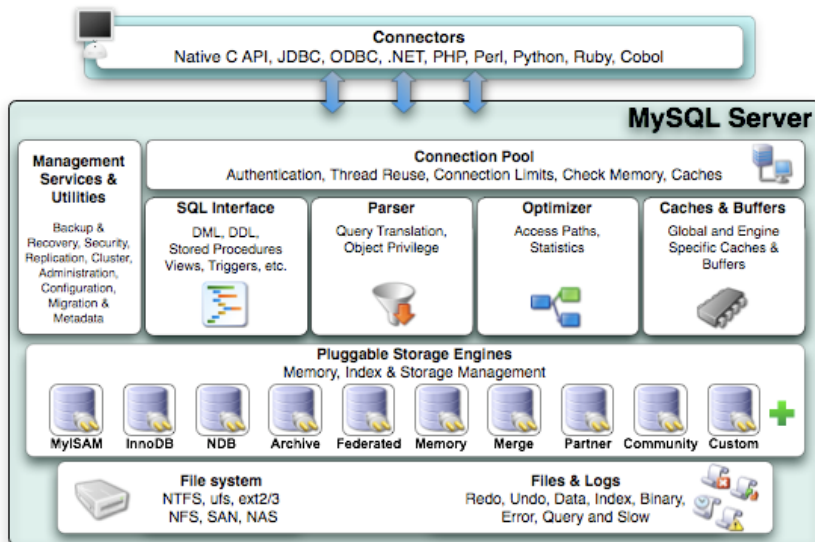 Connectors
Native C API, JDBC, ODBC, .NET, PHP, Perl, Python, Ruby, Cobol
MySQL Server
Management
Services &
Utilities
Backup &
Recovery, Security,
Replication, Cluster,
Administration,
Configuration,
Migration &
Metadata
Connection Pool
Authentication, Thread Reuse, Connection Limits, Check Memory, Caches
SQL Interface
DML, DDL,
Stored Procedures
Views, Triggers, etc.
Parser
Query Translation,
Object Privilege
Optimizer
Access Paths,
Statistics
Caches & Buffers
Global and Engine
Specific Caches &
Buffers
Pluggable Storage Engines
Memory, Index & Storage Management
MyISAM
InnoDB
NDB
Archive
Federated
Memory
Merge
Partner
Community
Custom
File system
NTFS, ufs, ext2/3
NFS, SAN, NAS
Files & Logs
Redo, Undo, Data, Index, Binary,
Error, Query and Slow